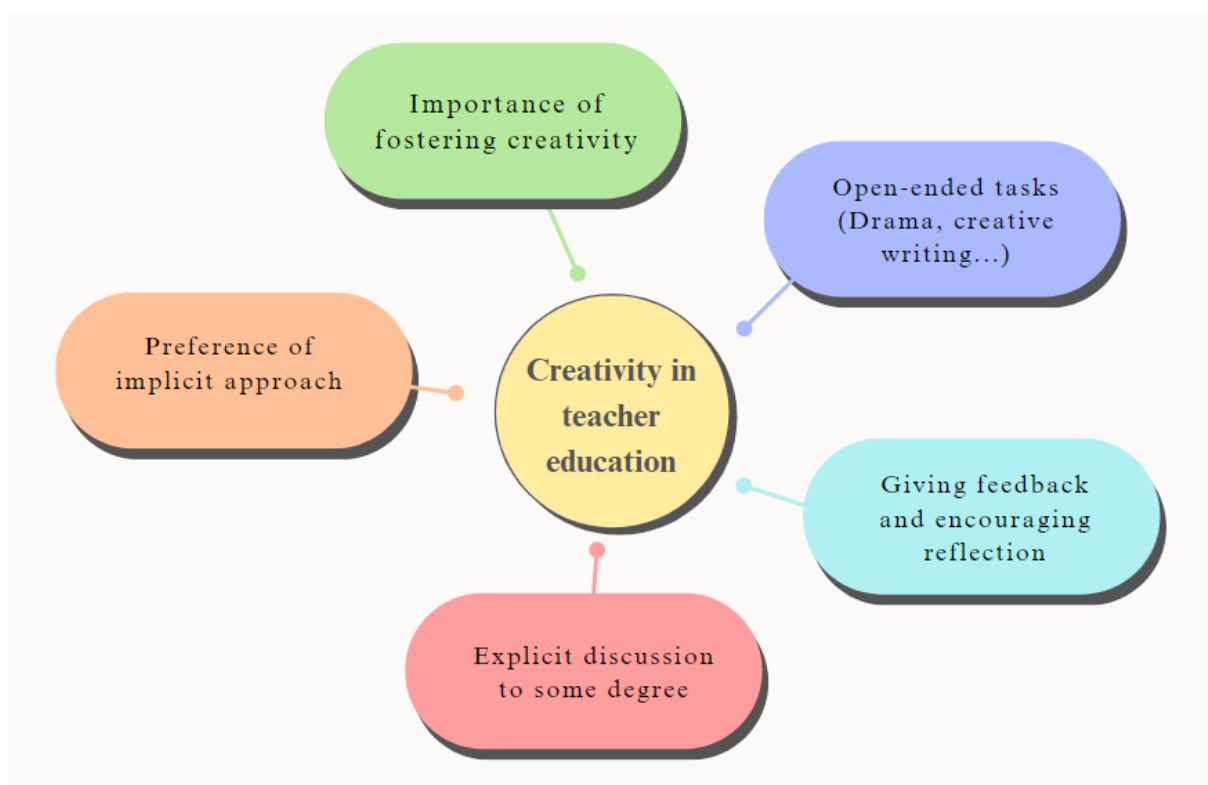 Importance of
fostering creativity
Open-ended tasks
(Drama, creative
writing...)
Preference of
implicit approach
Creativity in
teacher
education
Giving feedback
and encouraging
reflection
Explicit discussion
to some degree